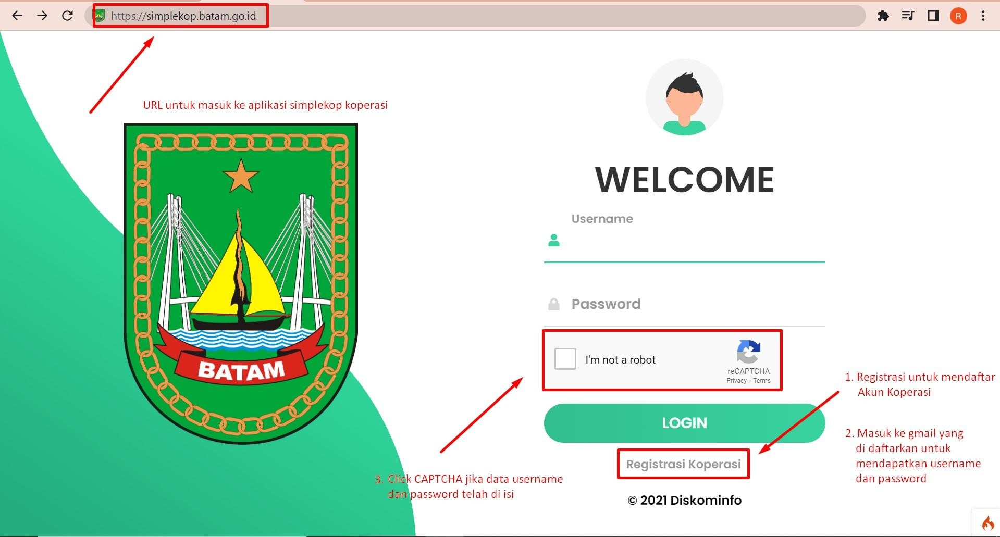 https://simplekop.batam.go.id
R
URL untuk masuk ke aplikasi simplekop koperasi
BATAM
WELCOME
Username
Password
I'm not a robot
reCAPTCHA
Privacy - Terms
LOGIN
Registrasi Koperasi
© 2021 Diskominfo
1. Registrasi untuk mendaftar
Akun Koperasi
2. Masuk ke gmail yang
di daftarkan untuk
mendapatkan username
dan password
3. Click CAPTCHA jika data username
dan password telah di isi